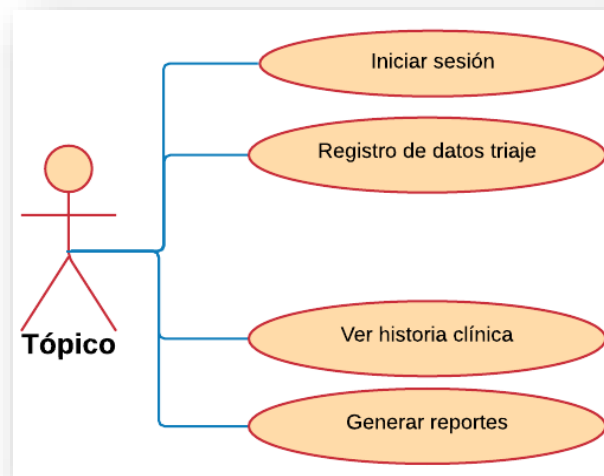 Iniciar sesión
Registro de datos triaje
Tópico
Ver historia clínica
Generar reportes